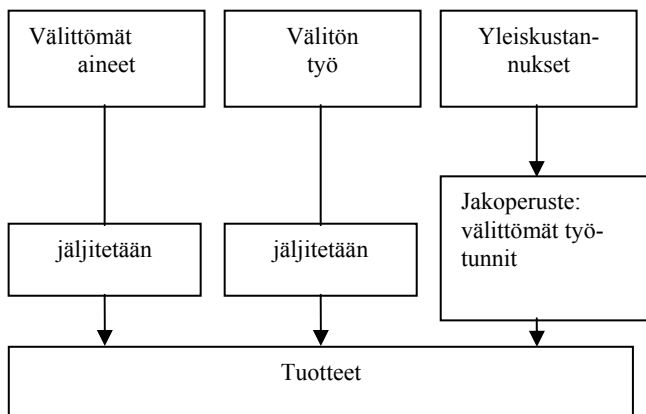 Välittömät
aineet
Välitön
työ
Yleiskustan-
nukset
jäljitetään
jäljitetään
Jakoperuste:
välittömät työ-
tunnit
Tuotteet